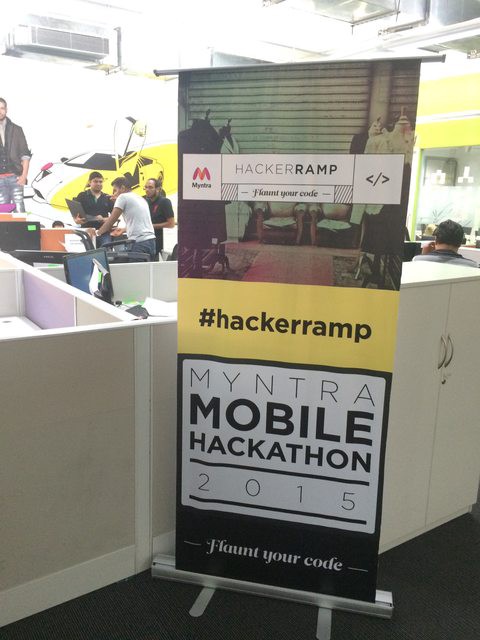 Myntra
HACKERRAMP
Flaunt your code
</>
#hackerramp
MYNTRA
MOBILE
HACKATHON
2015
Flaunt your code